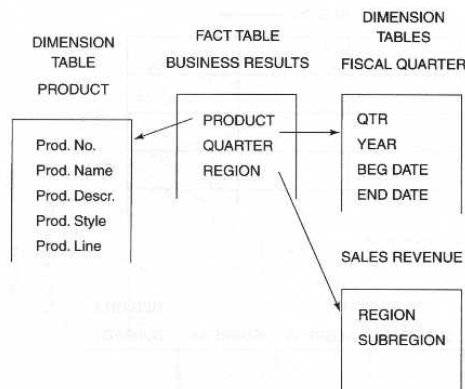 DIMENSION
TABLE
PRODUCT
Prod. No.
Prod. Name
Prod. Descr.
Prod. Style
Prod. Line
FACT TABLE
BUSINESS RESULTS
PRODUCT
QUARTER
REGION
DIMENSION
TABLES
FISCAL QUARTER
QTR
YEAR
BEG DATE
END DATE
SALES REVENUE
REGION
SUBREGION